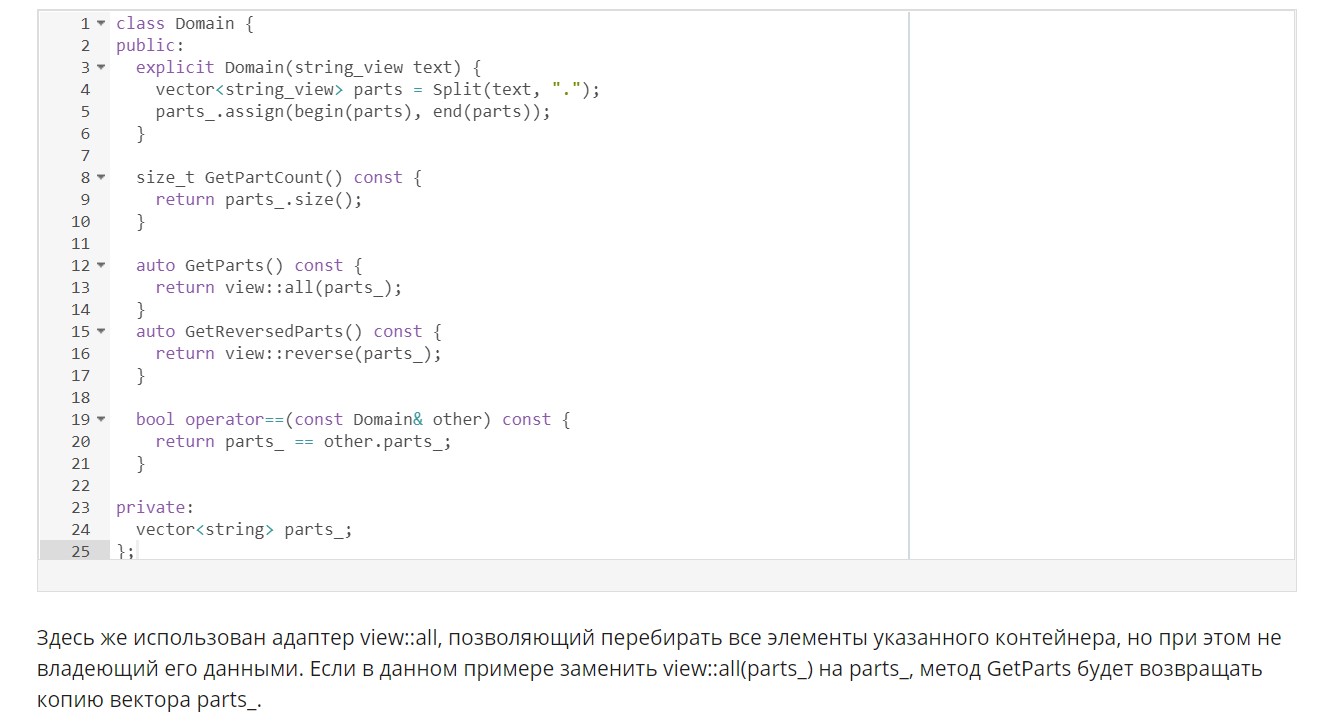 1 class Domain {
2 public:
3   explicit Domain(string_view text) {
4     vector<string_view> parts = Split(text, ".");
5     parts_.assign(begin(parts), end(parts));
6   }
7
8   size_t GetPartCount() const {
9     return parts_.size();
10   }
11
12   auto GetParts() const {
13     return view::all(parts_);
14   }
15   auto GetReversedParts() const {
16     return view::reverse(parts_);
17   }
18
19   bool operator==(const Domain& other) const {
20     return parts_ == other.parts_;
21   }
22
23 private:
24   vector<string> parts_;
25 };
Здесь же использован адаптер view::all, позволяющий перебирать все элементы указанного контейнера, но при этом не
владеющий его данными. Если в данном примере заменить view::all(parts_) на parts_, метод GetParts будет возвращать
копию вектора parts_.